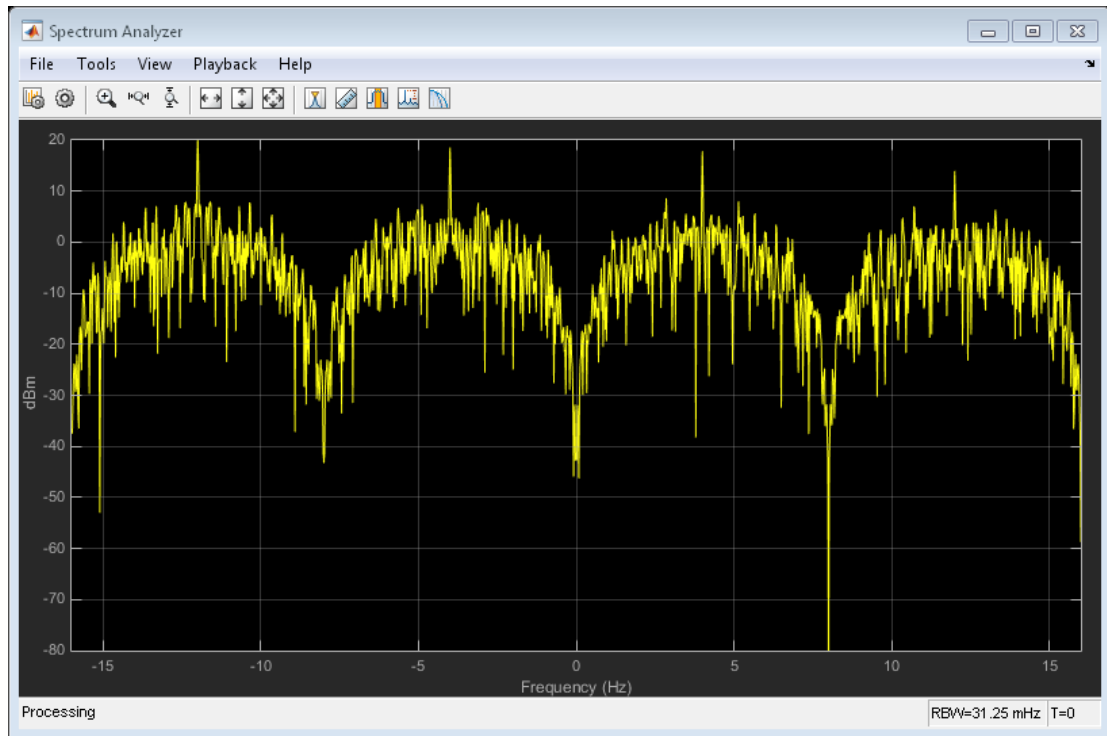 Spectrum Analyzer
File Tools View Playback Help
20
10
0
-10
-20
-30
-40
-50
-60
-70
-80
dBm
-15 -10 -5 0 5 10 15
Frequency (Hz)
Processing RBW=31.25 mHz T=0